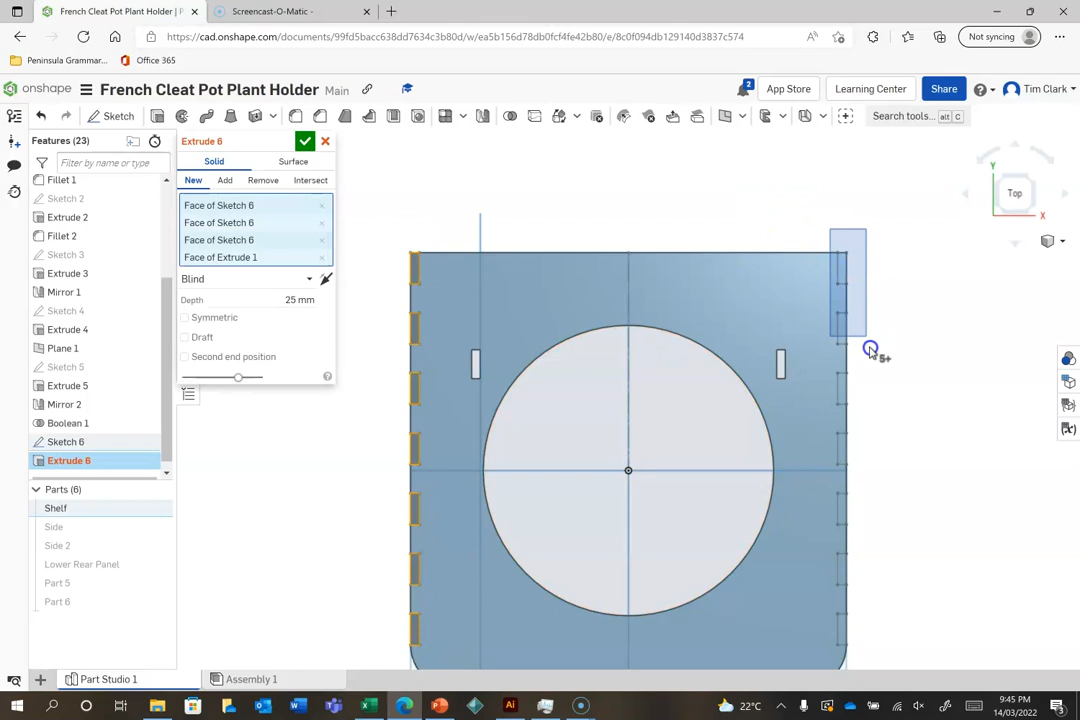 French Cleat Pot Plant Holder |
Screencast-O-Matic -
https://cad.onshape.com/documents/99fd5bacc638dd7634c3b80d/w/ea5b156d78db0fcf4fe42b80/e/8c0f094db29140d3837c574
Not syncing
Peninsula Grammar...
Office 365
onshape
French Cleat Pot Plant Holder
Main
2
App Store
Learning Center
Share
Tim Clark
Sketch
Search tools...
alt C
Features (23)
Filter by name or type
Fillet 1
Sketch 2
Extrude 2
Fillet 2
Sketch 3
Extrude 3
Mirror 1
Sketch 4
Extrude 4
Plane 1
Sketch 5
Extrude 5
Mirror 2
Boolean 1
Sketch 6
Extrude 6
Parts (6)
Shelf
Side
Side 2
Lower Rear Panel
Part 5
Part 6
Extrude 6
Solid
Surface
New
Add
Remove
Intersect
Face of Sketch 6
Face of Sketch 6
Face of Sketch 6
Face of Extrude 1
Blind
Depth
25 mm
Symmetric
Draft
Second end position
Y
Top
X
5+
Part Studio 1
Assembly 1
22°C
9:45 PM
14/03/2022